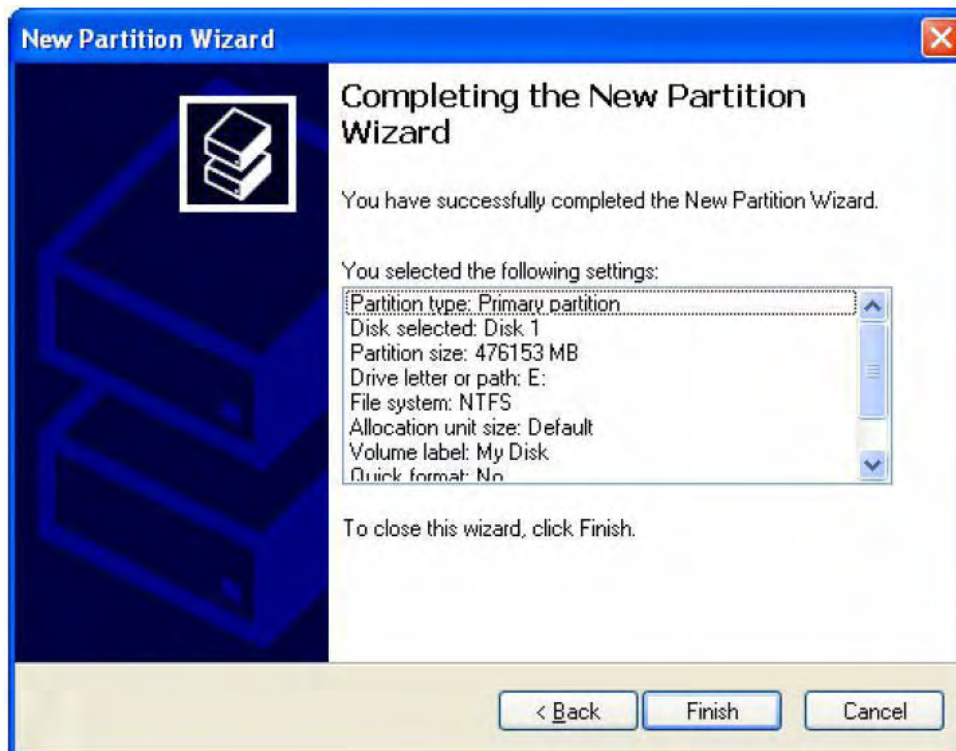 New Partition Wizard
Completing the New Partition
Wizard
You have successfully completed the New Partition Wizard.
You selected the following settings:
Partition type: Primary partition
Disk selected: Disk 1
Partition size: 476153 MB
Drive letter or path: E:
File system: NTFS
Allocation unit size: Default
Volume label: My Disk
Quick format: No
To close this wizard, click Finish.
< Back
Finish
Cancel